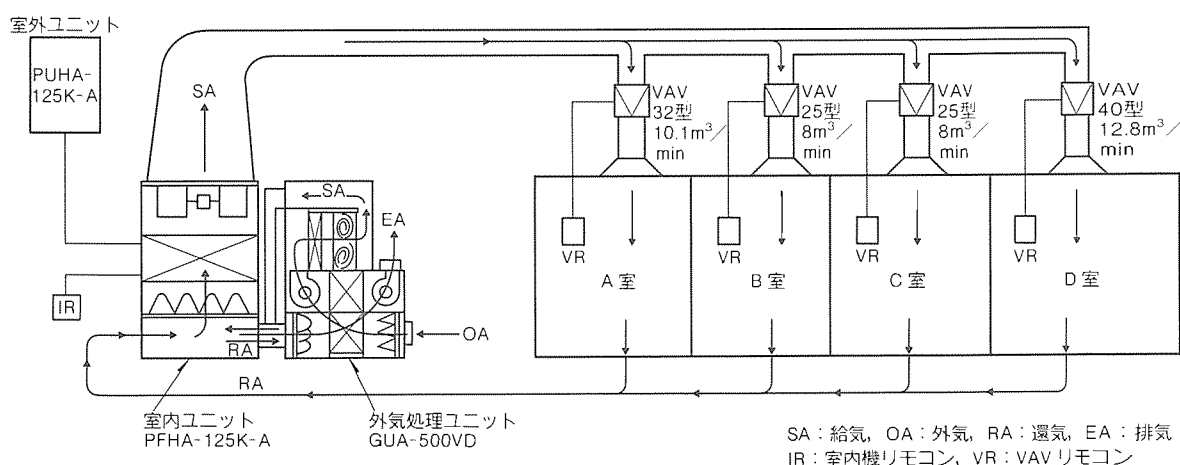 室外ユニット
PUHA-
125K-A
SA
VAV
32型
10.1m³/
min
VAV
25型
8m³/
min
VAV
25型
8m³/
min
VAV
40型
12.8m³/
min
SA
EA
IR
RA
OA
VR
VR
VR
VR
A室
B室
C室
D室
RA
室内ユニット
PFHA-125K-A
外気処理ユニット
GUA-500VD
SA：給気，OA：外気，RA：還気，EA：排気
IR：室内機リモコン，VR：VAVリモコン